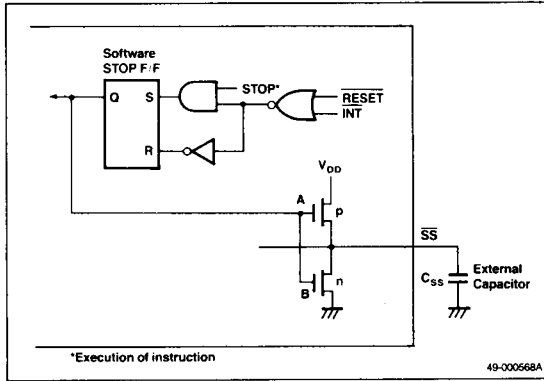 Software
STOP F/F
Q
S
STOP*
RESET
INT
R
VDD
A
p
SS
B
n
CSS
External
Capacitor
*Execution of instruction
49-000568A